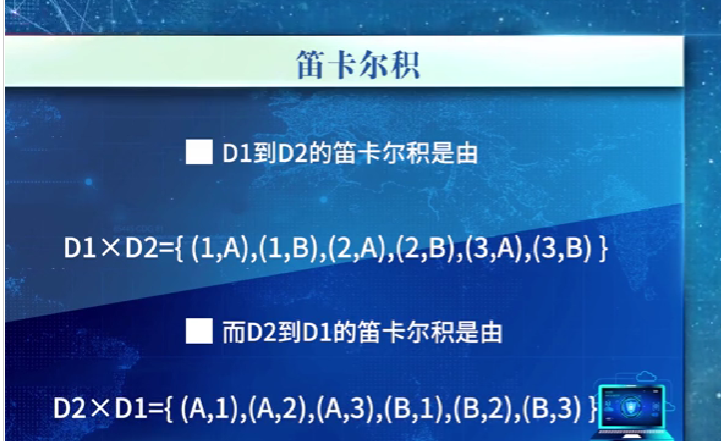 笛卡尔积
D1到D2的笛卡尔积是由
D1×D2={ (1,A),(1,B),(2,A),(2,B),(3,A),(3,B) }
而D2到D1的笛卡尔积是由
D2×D1={ (A,1),(A,2),(A,3),(B,1),(B,2),(B,3) }